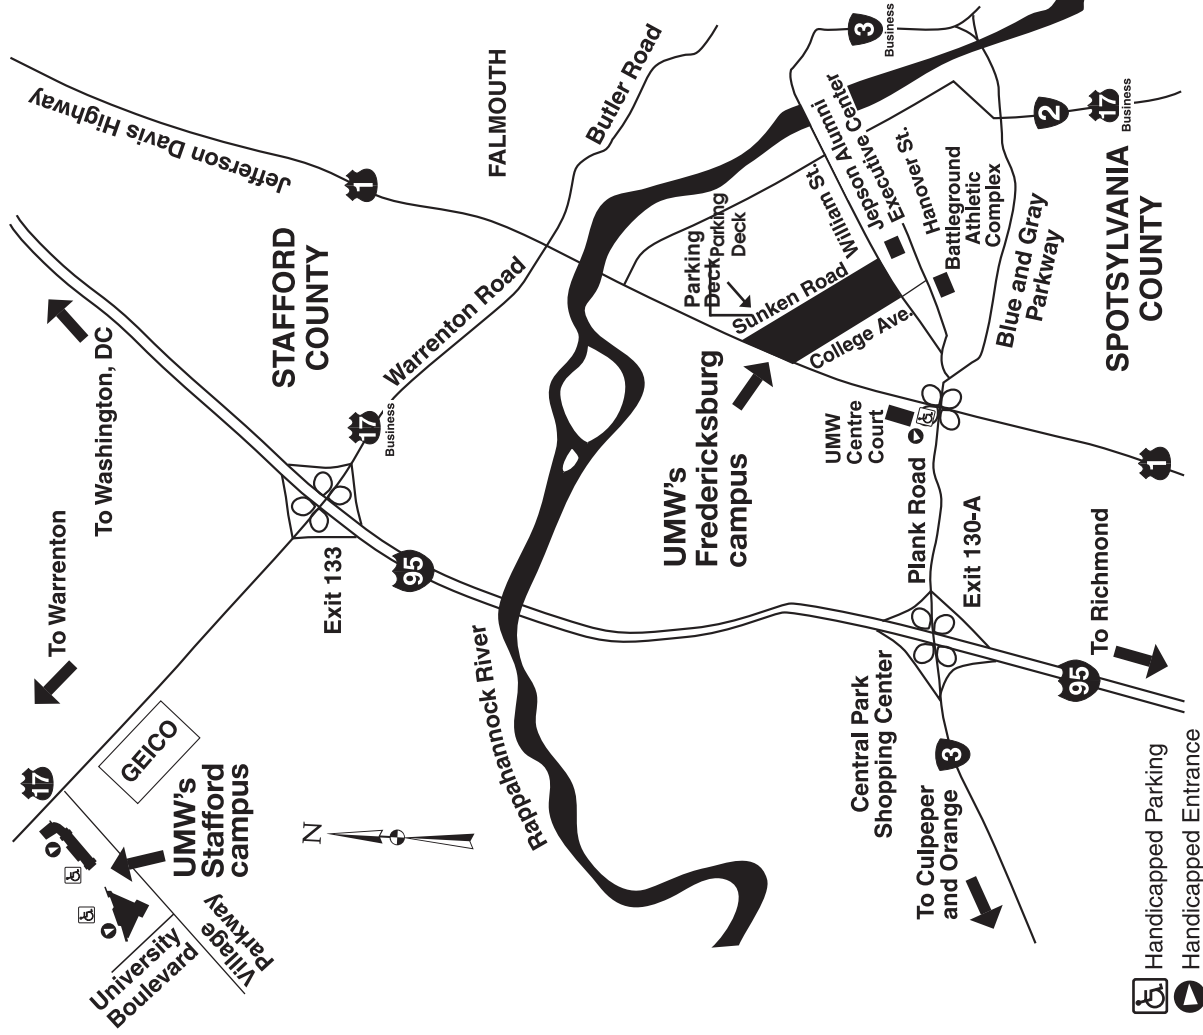 Jefferson Davis Highway
1
FALMOUTH
Butler Road
3
Business
2
17
Business
To Washington, DC
STAFFORD
COUNTY
Warrenton Road
17
Business
To Warrenton
Exit 133
95
17
GEICO
UMW's
Stafford
campus
University
Boulevard
Village
Parkway
N
Rappahannock River
Parking
Deck
Parking
Deck
William St.
Jepson Alumni
Executive Center
Hanover St.
Battleground
Athletic
Complex
Sunken Road
College Ave.
Blue and Gray
Parkway
SPOTSYLVANIA
COUNTY
UMW's
Fredericksburg
campus
UMW
Centre
Court
Plank Road
Exit 130-A
1
To Richmond
95
Central Park
Shopping Center
3
To Culpeper
and Orange
Handicapped Parking
Handicapped Entrance